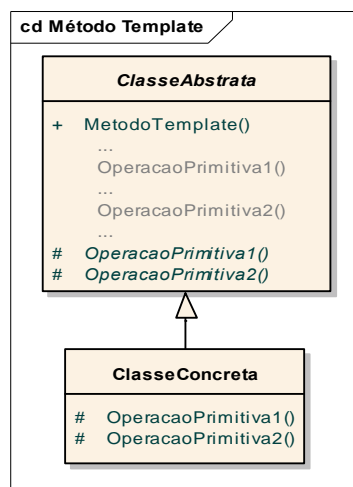 cd Método Template
ClasseAbstrata
+ MetodoTemplate()
...
OperacaoPrimitiva1()
...
OperacaoPrimitiva2()
...
# OperacaoPrimitiva1()
# OperacaoPrimitiva2()
ClasseConcreta
# OperacaoPrimitiva1()
# OperacaoPrimitiva2()